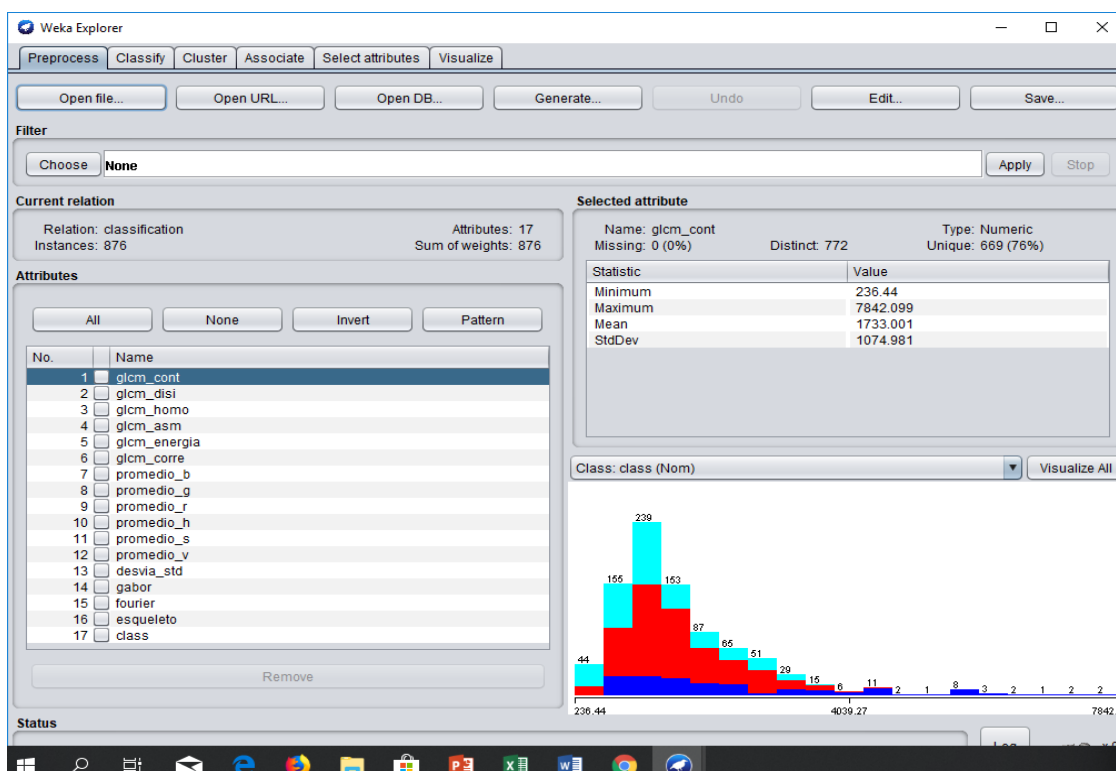 Weka Explorer
Preprocess Classify Cluster Associate Select attributes Visualize
Open file... Open URL... Open DB... Generate... Undo Edit... Save...
Filter
Choose None Apply Stop
Current relation
Relation: classification Attributes: 17
Instances: 876 Sum of weights: 876
Attributes
All None Invert Pattern
No. Name
1 glcm_cont
2 glcm_disi
3 glcm_homo
4 glcm_asm
5 glcm_energia
6 glcm_corre
7 promedio_b
8 promedio_g
9 promedio_r
10 promedio_h
11 promedio_s
12 promedio_v
13 desvia_std
14 gabor
15 fourier
16 esqueleto
17 class
Remove
Selected attribute
Name: glcm_cont Type: Numeric
Missing: 0 (0%) Distinct: 772 Unique: 669 (76%)
Statistic Value
Minimum 236.44
Maximum 7842.099
Mean 1733.001
StdDev 1074.981
Class: class (Nom) Visualize All
44 155 239 153 87 65 51 29 15 6 11 2 1 8 3 2 1 2 2
236.44 4039.27 7842.
Status